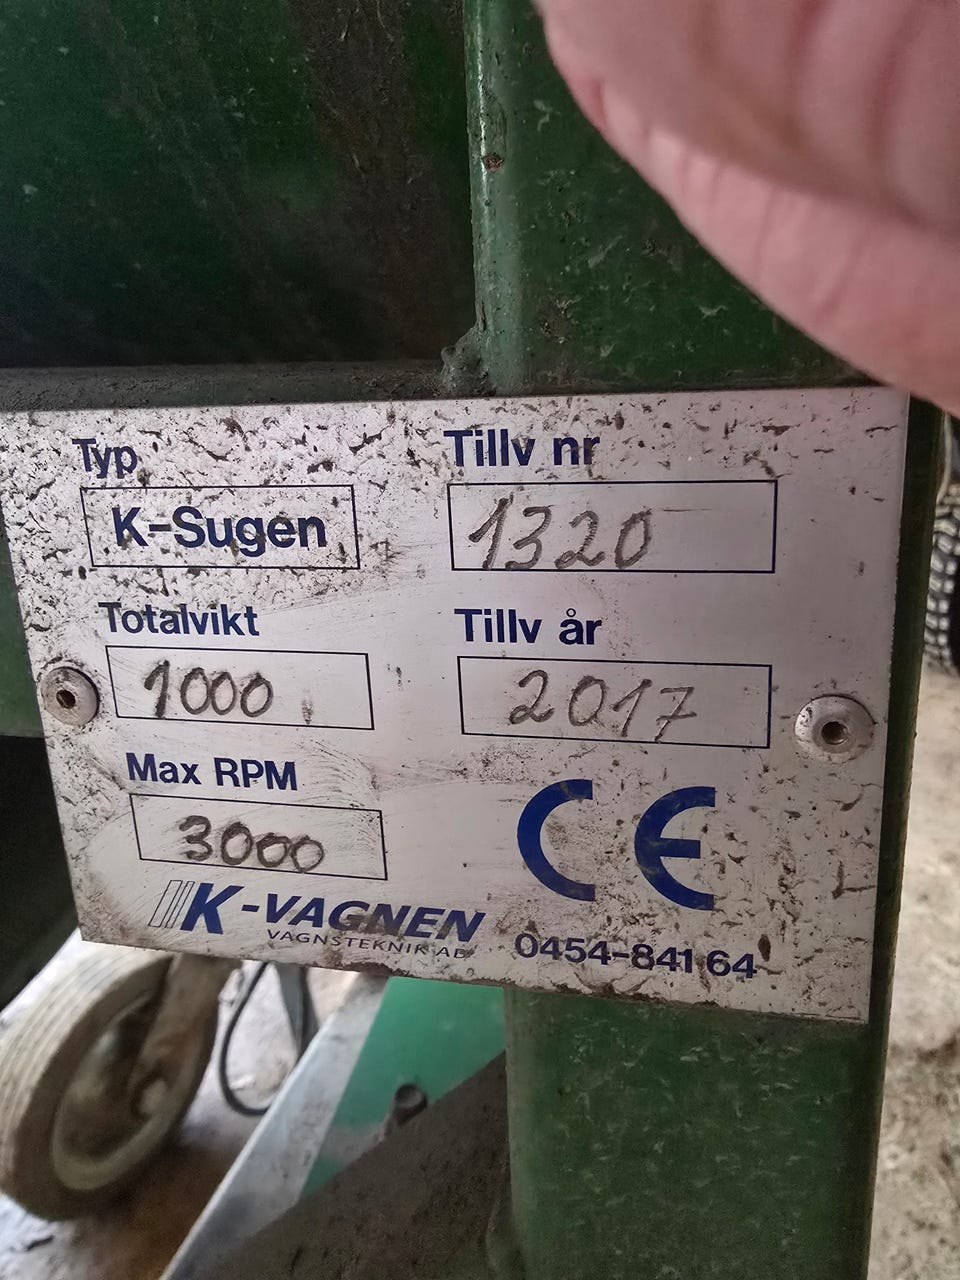 Typ
K-Sugen
Tillv nr
1320
Totalvikt
1000
Tillv år
2017
Max RPM
3000
CE
K-VAGNEN
VAGNSTEKNIK AB
0454-841 64